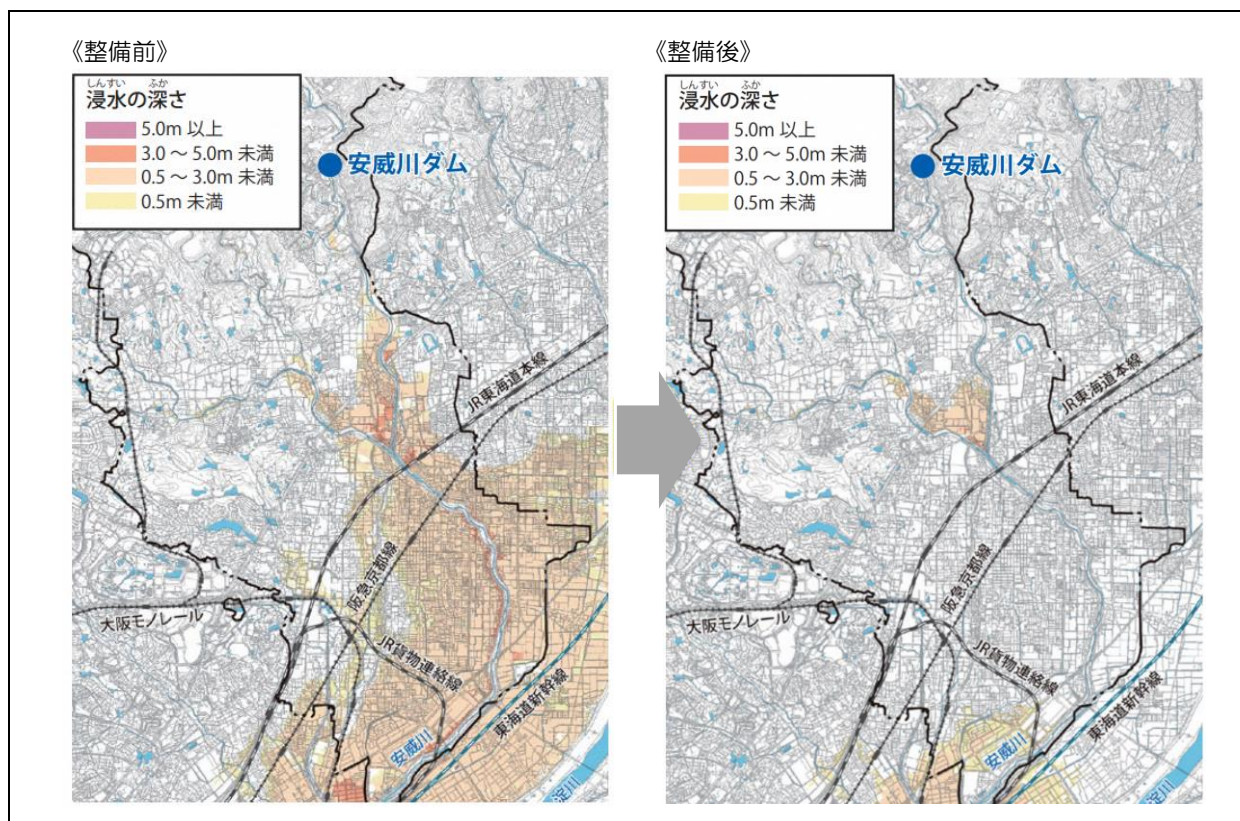 《整備前》
しんすい ふか
浸水の深さ
5.0m 以上
3.0 ～ 5.0m 未満
0.5 ～ 3.0m 未満
0.5m 未満
安威川ダム
JR東海道本線
阪急京都線
大阪モノレール
JR貨物連絡線
東海道新幹線
安威川
淀川
《整備後》
しんすい ふか
浸水の深さ
5.0m 以上
3.0 ～ 5.0m 未満
0.5 ～ 3.0m 未満
0.5m 未満
安威川ダム
JR東海道本線
阪急京都線
大阪モノレール
JR貨物連絡線
東海道新幹線
安威川
淀川